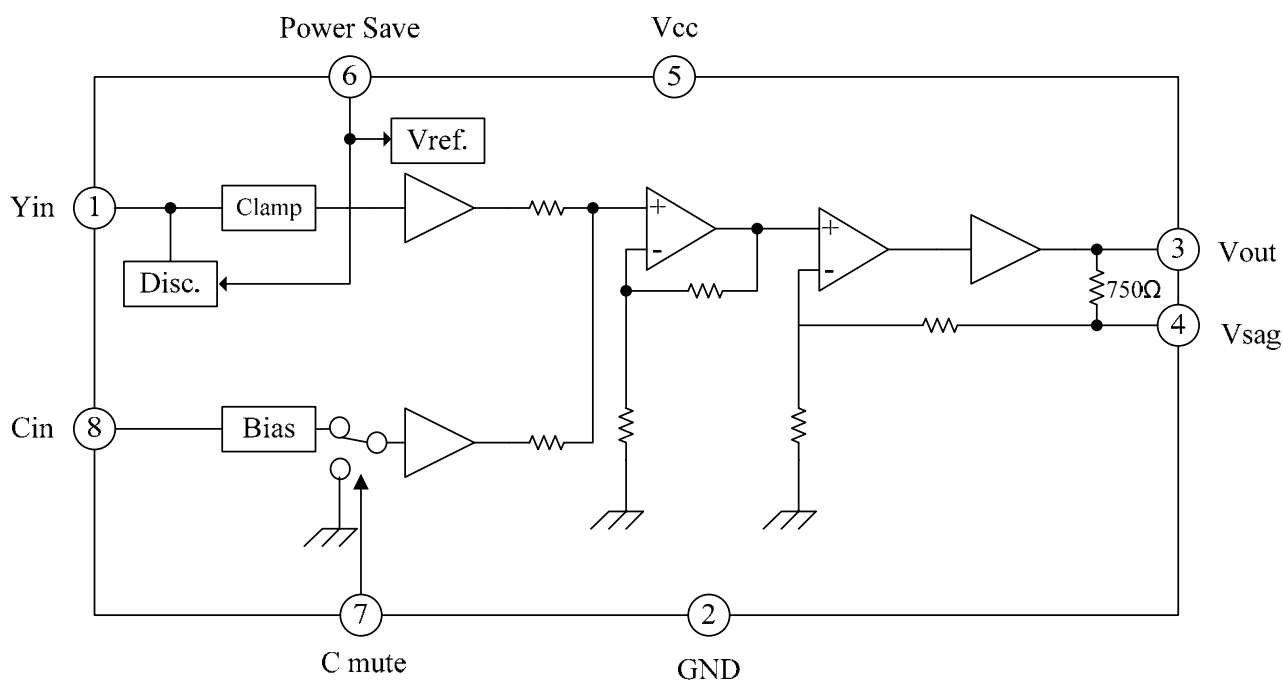 Power Save
Vcc
6
5
Vref.
Yin
1
Clamp
+
-
+
-
Disc.
3
Vout
750Ω
4
Vsag
Cin
8
Bias
7
2
C mute
GND